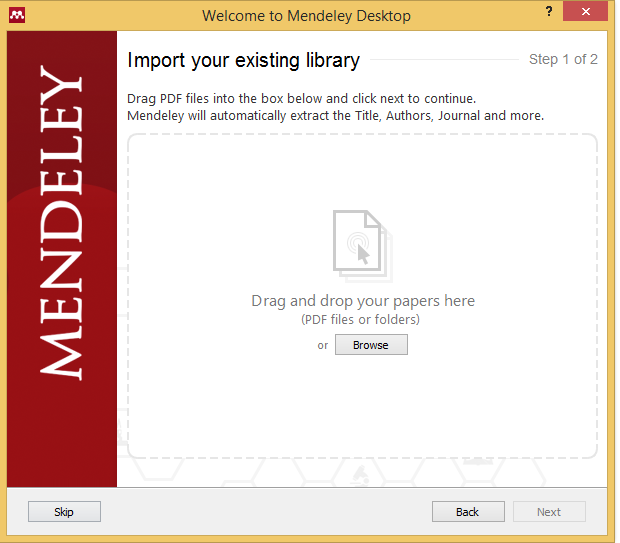 Welcome to Mendeley Desktop
?
MENDELEY
Import your existing library
Step 1 of 2
Drag PDF files into the box below and click next to continue.
Mendeley will automatically extract the Title, Authors, Journal and more.
Drag and drop your papers here
(PDF files or folders)
or Browse
Skip
Back
Next